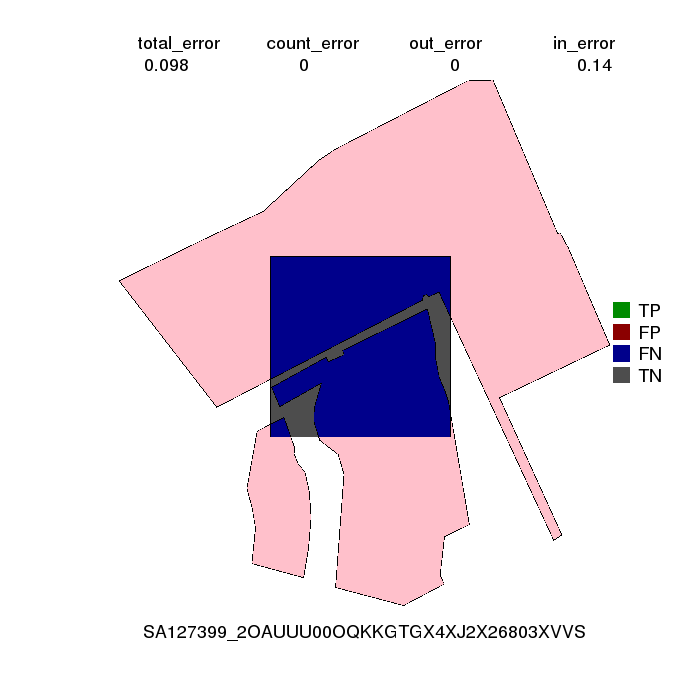 total_error count_error out_error in_error
0.098 0 0 0.14
TP
FP
FN
TN
SA127399_2OAUUU00OQKKGTGX4XJ2X26803XVVS